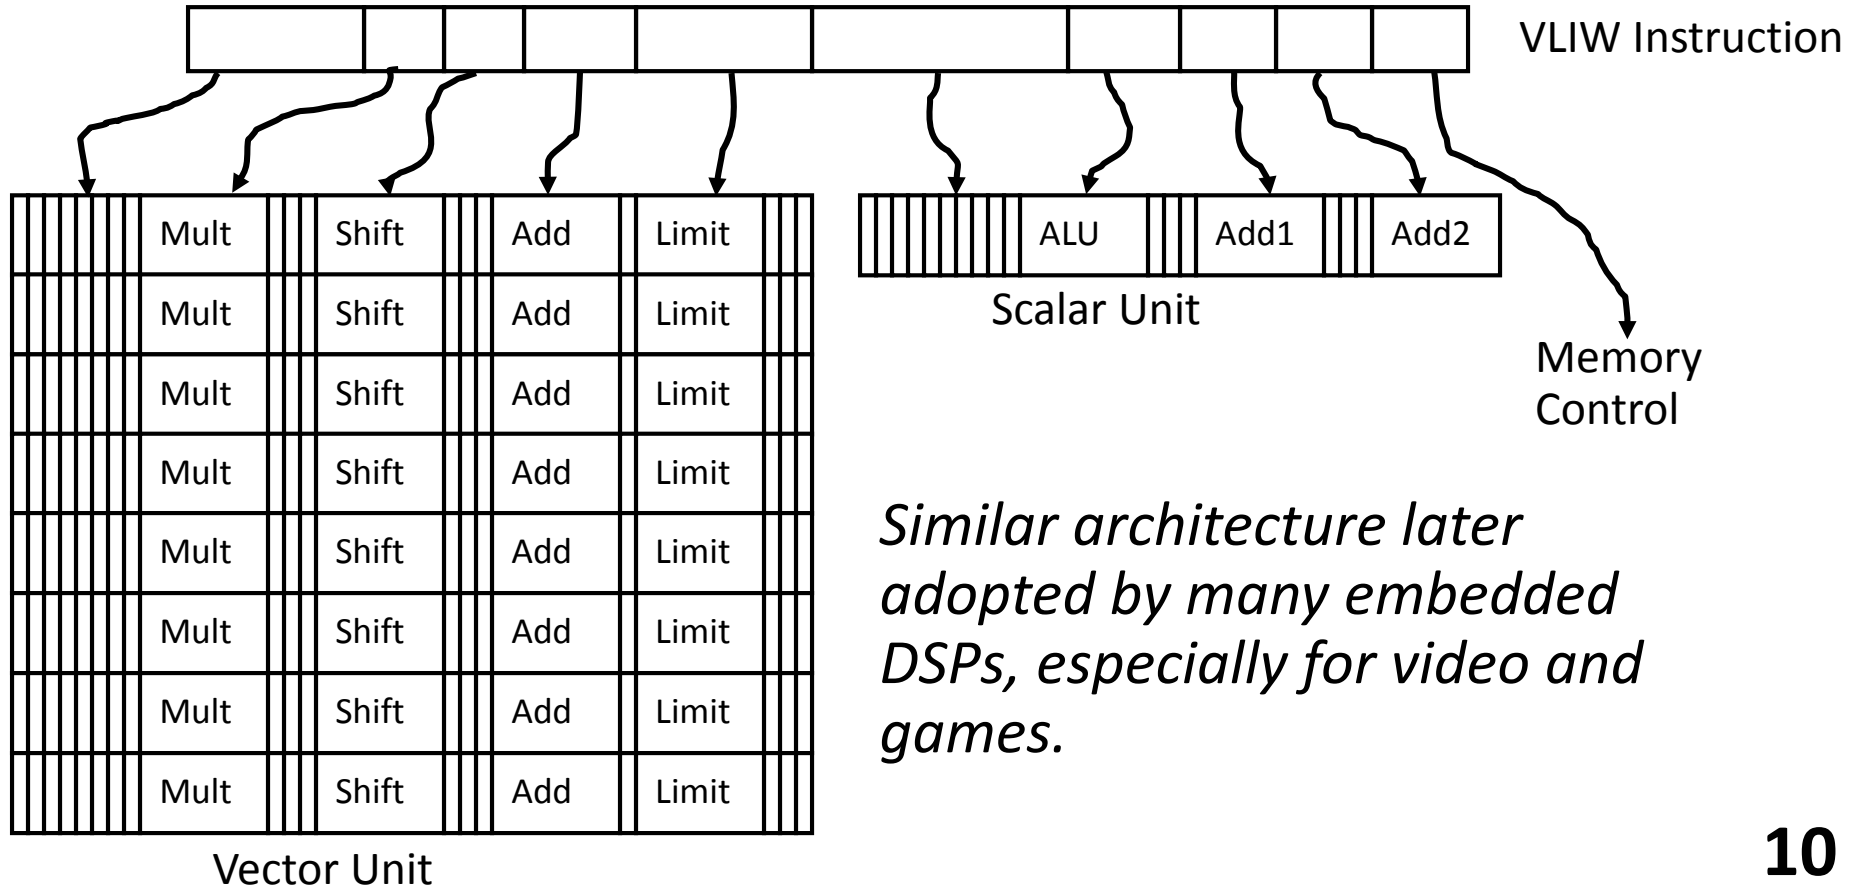 VLIW Instruction
Mult Shift Add Limit ALU Add1 Add2
Mult Shift Add Limit
Scalar Unit
Memory
Control
Mult Shift Add Limit
Mult Shift Add Limit
Mult Shift Add Limit
Mult Shift Add Limit
Mult Shift Add Limit
Mult Shift Add Limit
Vector Unit
Similar architecture later
adopted by many embedded
DSPs, especially for video and
games.
10